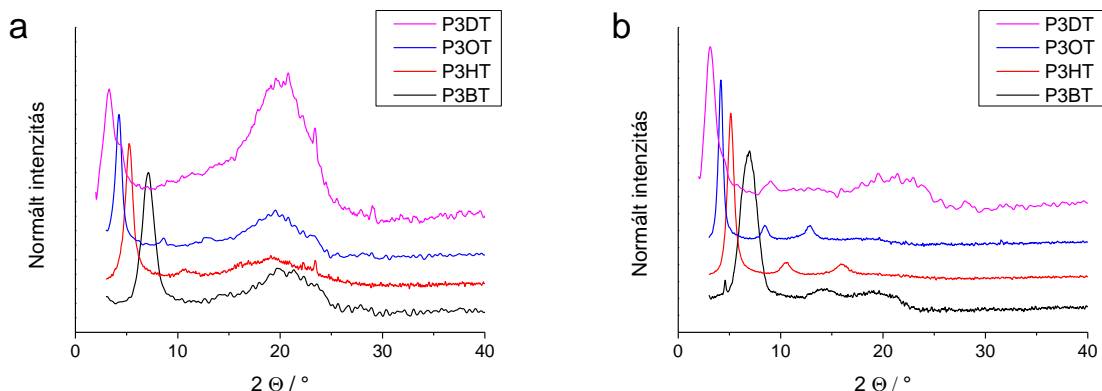 a
P3DT
P3OT
P3HT
P3BT
Normált intenzitás
0 10 20 30 40
2 Θ / °
b
P3DT
P3OT
P3HT
P3BT
Normált intenzitás
0 10 20 30 40
2 Θ / °